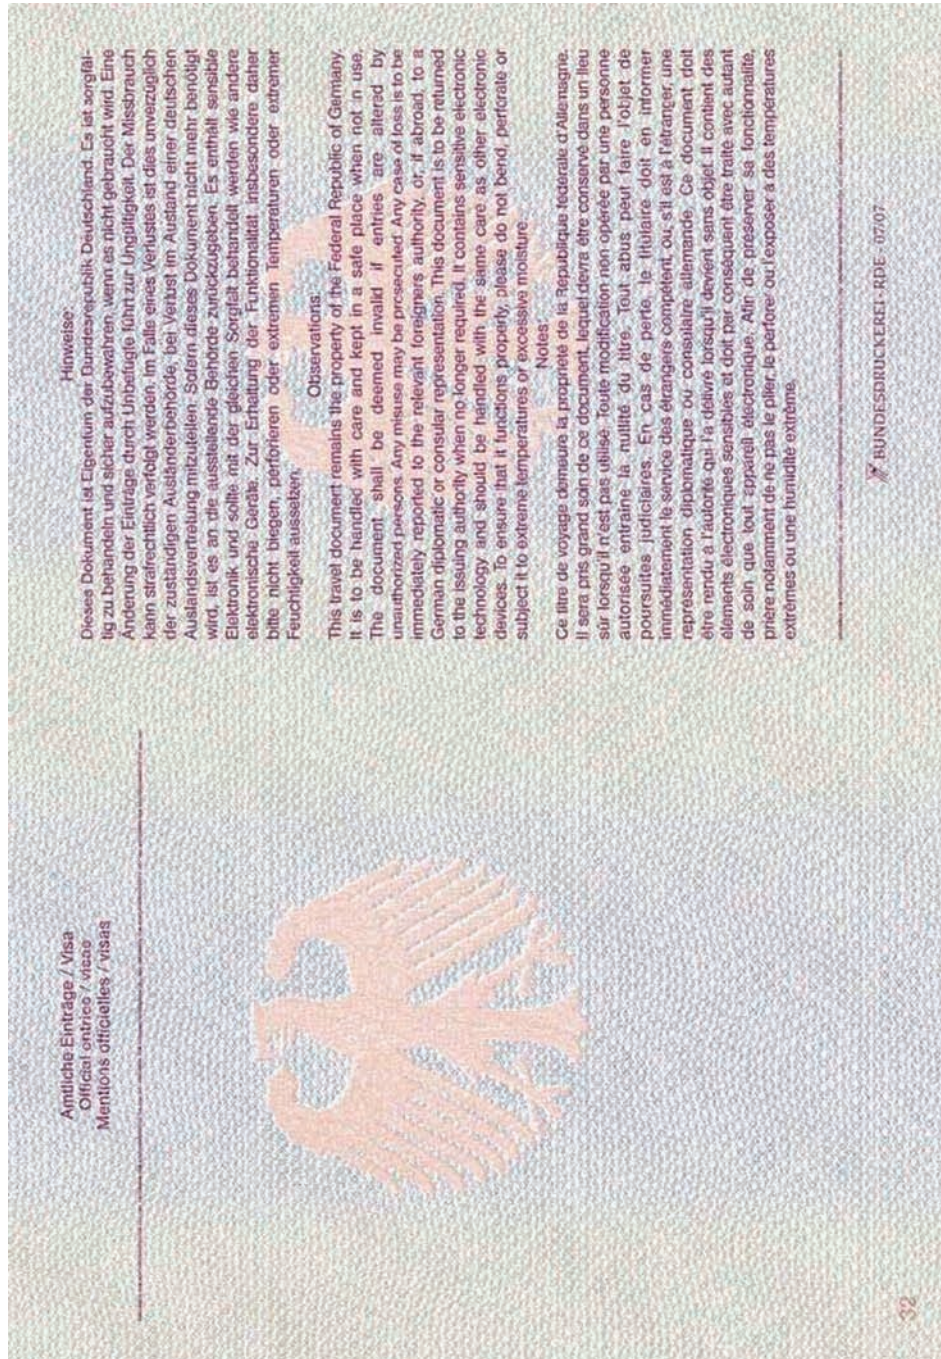 Amtliche Einträge / Visa
Official entries / visas
Mentions officielles / visas
32
Hinweise:
Dieses Dokument ist Eigentum der Bundesrepublik Deutschland. Es ist sorgfäl-
tig zu behandeln und sicher aufzubewahren, wenn es nicht gebraucht wird. Eine
Änderung der Einträge durch Unbefugte führt zur Ungültigkeit. Der Missbrauch
kann strafrechtlich verfolgt werden. Im Falle eines Verlustes ist dies unverzüglich
der zuständigen Ausländerbehörde, bei Verlust im Ausland einer deutschen
Auslandsvertretung mitzuteilen. Sofern dieses Dokument nicht mehr benötigt
wird, ist es an die ausstellende Behörde zurückzugeben. Es enthält sensible
Elektronik und sollte mit der gleichen Sorgfalt behandelt werden wie andere
elektronische Geräte. Zur Erhaltung der Funktionalität insbesondere daher
bitte nicht biegen, perforieren oder extremen Temperaturen oder extremer
Feuchtigkeit aussetzen.
Observations:
This travel document remains the property of the Federal Republic of Germany.
It is to be handled with care and kept in a safe place when not in use.
The document shall be deemed invalid if entries are altered by
unauthorized persons. Any misuse may be prosecuted. Any case of loss is to be
immediately reported to the relevant foreigners authority, or, if abroad, to a
German diplomatic or consular representation. This document is to be returned
to the issuing authority when no longer required. It contains sensitive electronic
technology and should be handled with the same care as other electronic
devices. To ensure that it functions properly, please do not bend, perforate or
subject it to extreme temperatures or excessive moisture.
Notes:
Ce titre de voyage demeure la propriété de la République fédérale d'Allemagne.
Il sera pris grand soin de ce document, lequel devra être conservé dans un lieu
sûr lorsqu'il n'est pas utilisé. Toute modification non opérée par une personne
autorisée entraîne la nullité du titre. Tout abus peut faire l'objet de
poursuites judiciaires. En cas de perte, le titulaire doit en informer
immédiatement le service des étrangers compétent, ou, s'il est à l'étranger, une
représentation diplomatique ou consulaire allemande. Ce document doit
être rendu à l'autorité qui l'a délivré lorsqu'il devient sans objet. Il contient des
éléments électroniques sensibles et doit par conséquent être traité avec autant
de soin que tout appareil électronique. Afin de préserver sa fonctionnalité,
prière notamment de ne pas le plier, le perforer ou l'exposer à des températures
extrêmes ou une humidité extrême.
BUNDESDRUCKEREI · RDE · 07/07